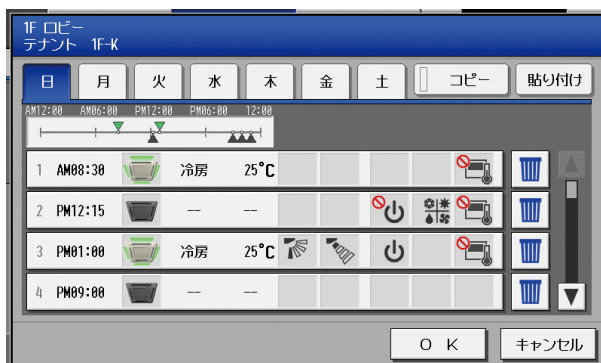 1F ロビー
テナント 1F-K
日 月 火 水 木 金 土 コピー 貼り付け
AM12:00 AM06:00 PM12:00 PM06:00 12:00
1 AM08:30 冷房 25°C
2 PM12:15 -- --
3 PM01:00 冷房 25°C
4 PM09:00 -- --
OK キャンセル